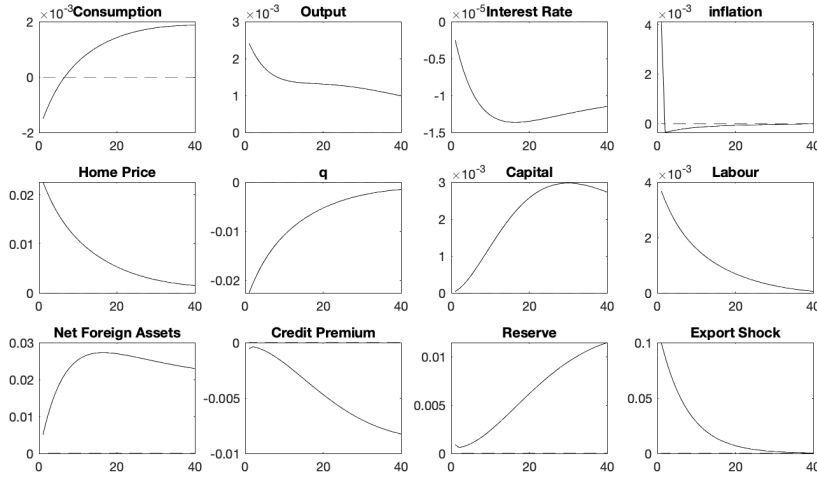 ×10⁻³ Consumption
2
0
-2
0 20 40
×10⁻³ Output
3
2
1
0
0 20 40
×10⁻⁵ Interest Rate
0
-0.5
-1
-1.5
0 20 40
×10⁻³ inflation
4
2
0
0 20 40
Home Price
0.02
0.01
0
0 20 40
q
0
-0.01
-0.02
0 20 40
×10⁻³ Capital
3
2
1
0
0 20 40
×10⁻³ Labour
4
2
0
0 20 40
Net Foreign Assets
0.03
0.02
0.01
0
0 20 40
Credit Premium
0
-0.005
-0.01
0 20 40
Reserve
0.01
0.005
0
0 20 40
Export Shock
0.1
0.05
0
0 20 40